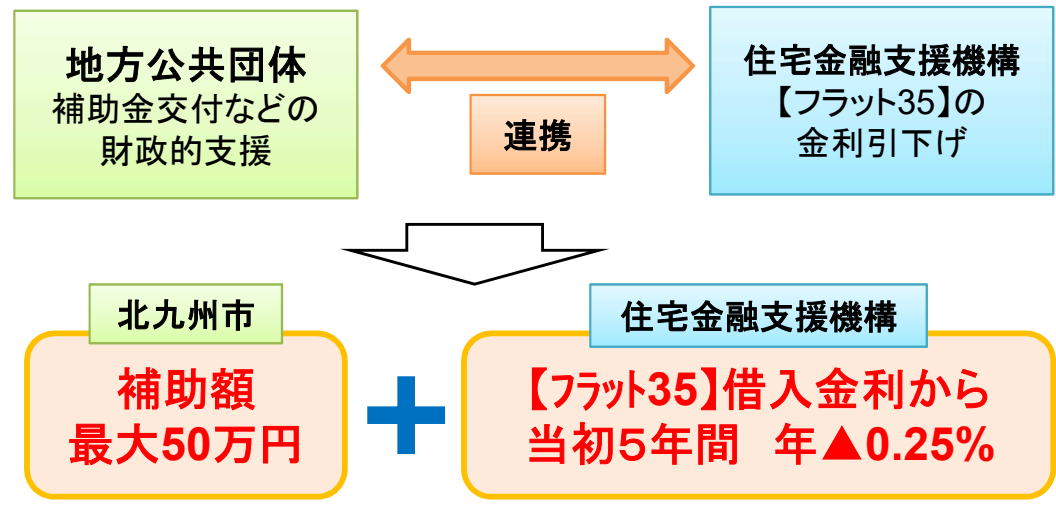 地方公共団体
補助金交付などの
財政的支援
連携
住宅金融支援機構
【フラット35】の
金利引下げ
北九州市
補助額
最大50万円
住宅金融支援機構
【フラット35】借入金利から
当初５年間　年▲0.25%